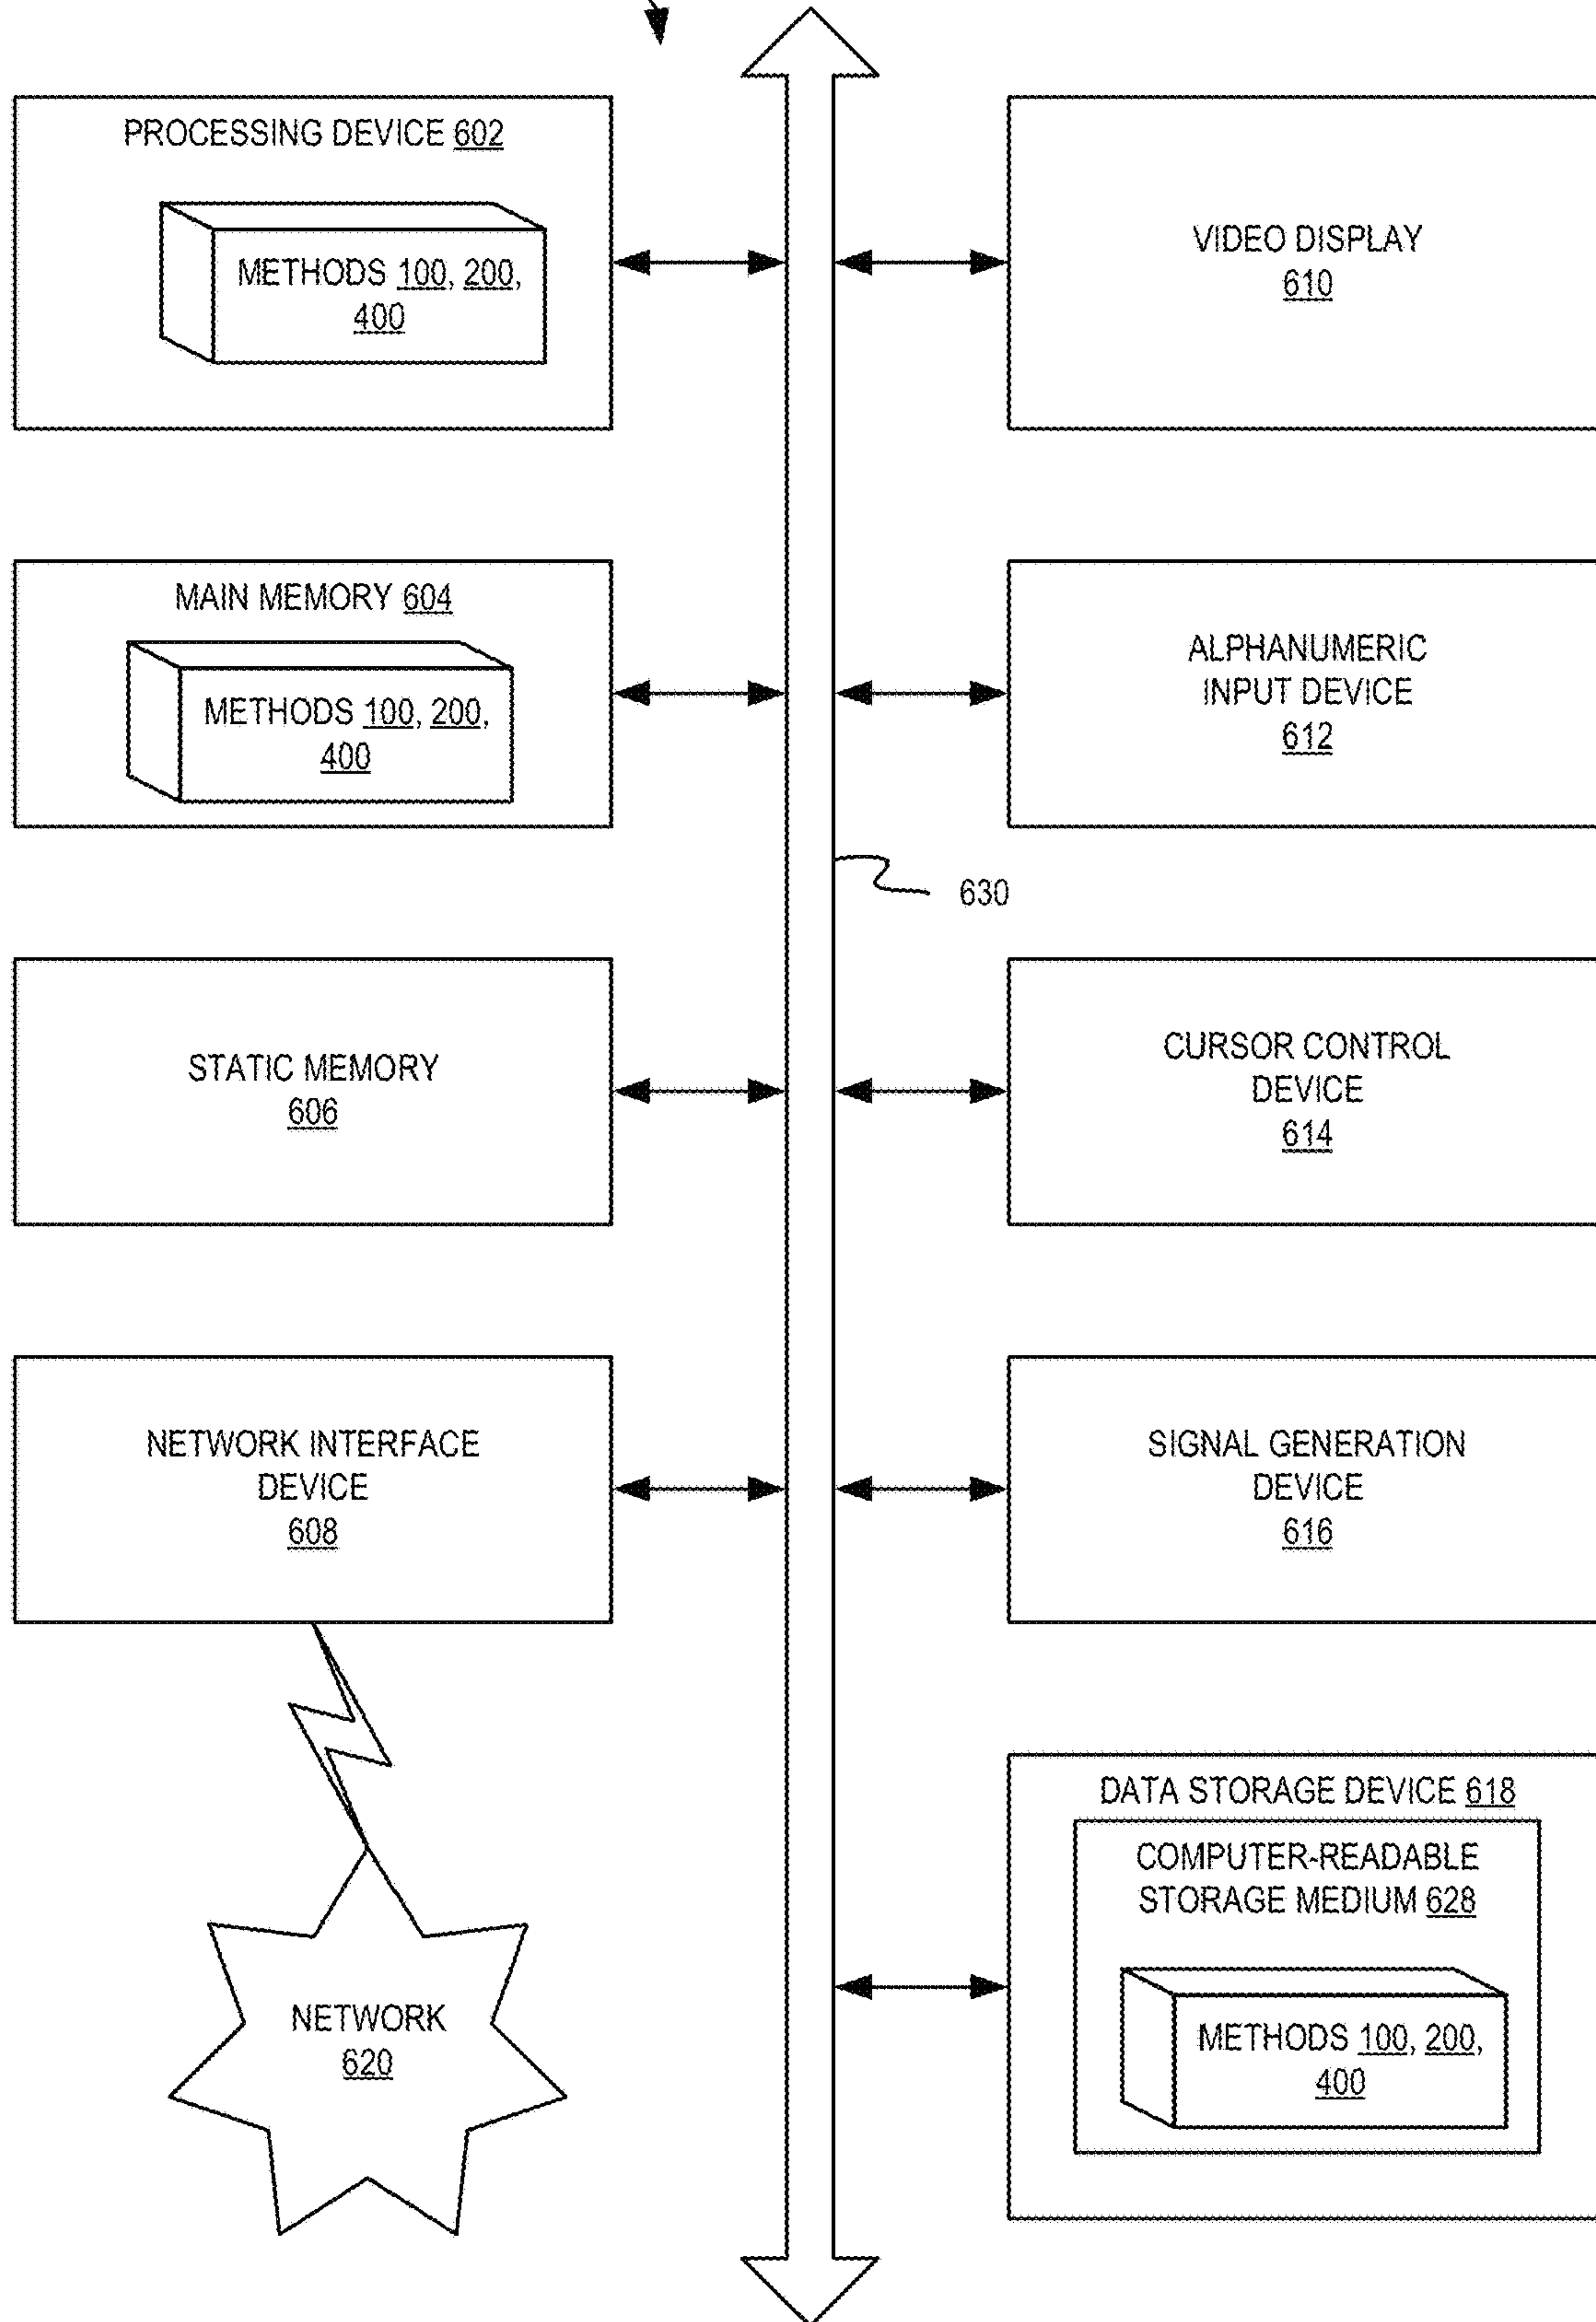 PROCESSING DEVICE 602
METHODS 100, 200,
400
VIDEO DISPLAY
610
MAIN MEMORY 604
METHODS 100, 200,
400
ALPHANUMERIC
INPUT DEVICE
612
630
STATIC MEMORY
606
CURSOR CONTROL
DEVICE
614
NETWORK INTERFACE
DEVICE
608
SIGNAL GENERATION
DEVICE
616
DATA STORAGE DEVICE 618
COMPUTER-READABLE
STORAGE MEDIUM 628
METHODS 100, 200,
400
NETWORK
620